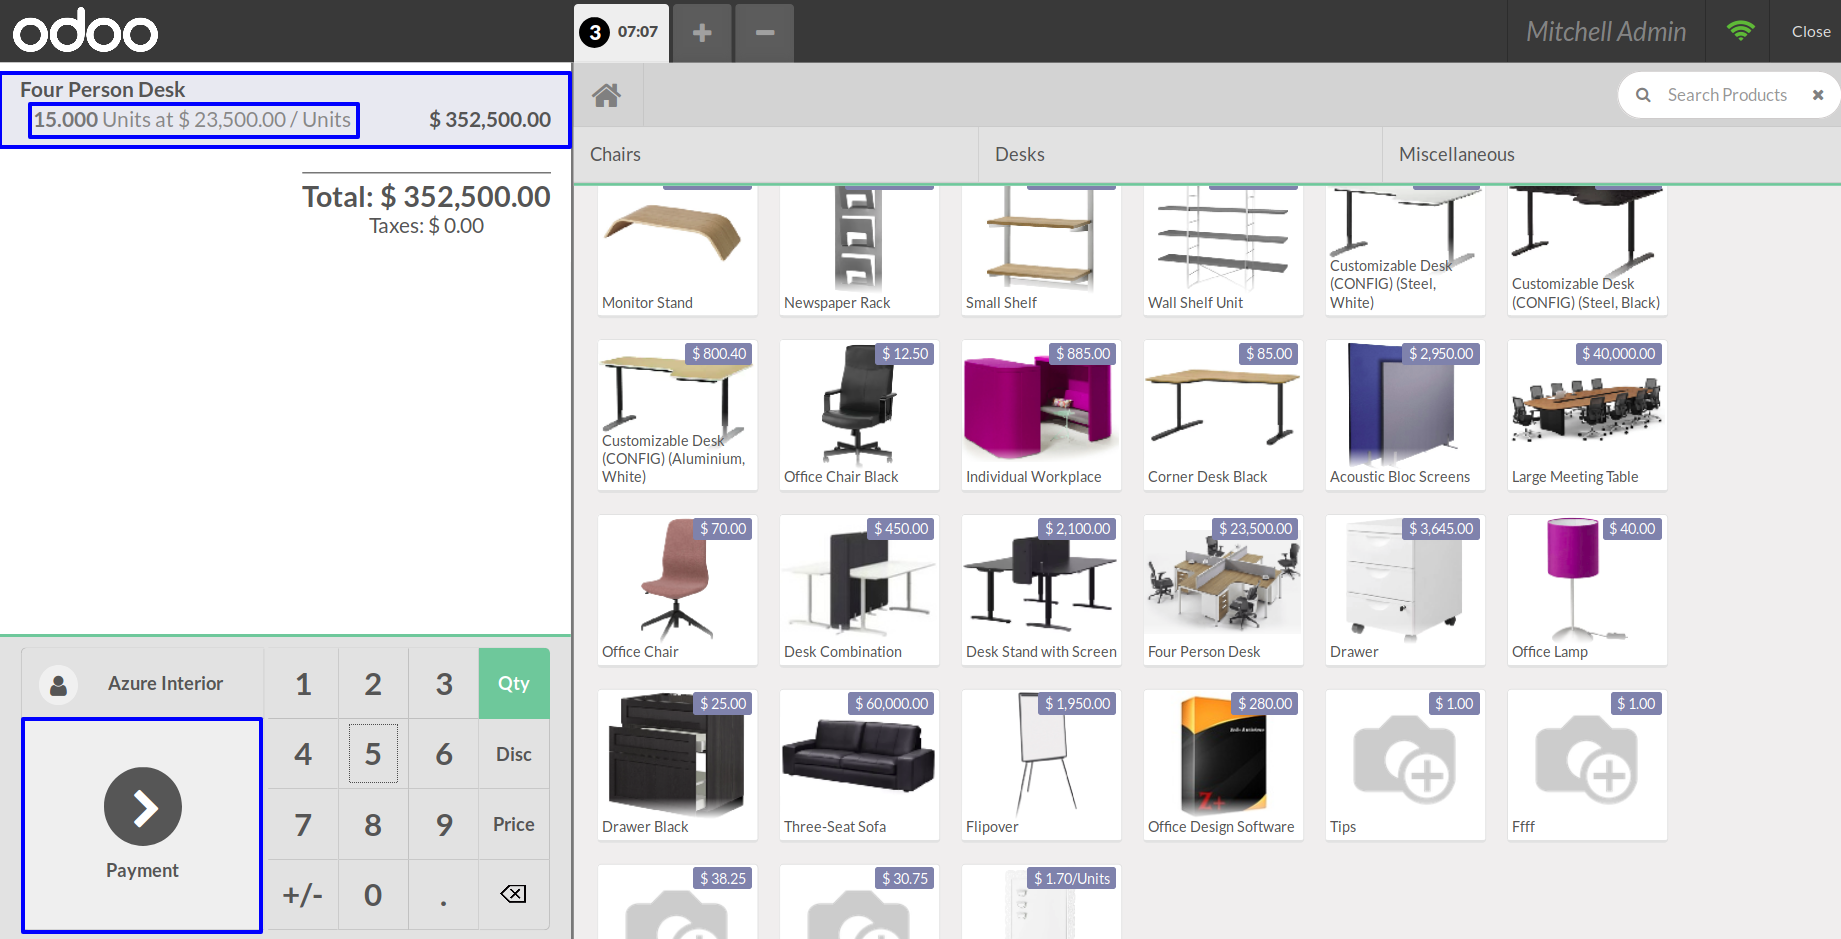 odoo
3 07:07
Mitchell Admin
Close
Four Person Desk
15.000 Units at $ 23,500.00 / Units
$ 352,500.00
Total: $ 352,500.00
Taxes: $ 0.00
Search Products
Chairs
Desks
Miscellaneous
Monitor Stand
Newspaper Rack
Small Shelf
Wall Shelf Unit
Customizable Desk
(CONFIG) (Steel,
White)
Customizable Desk
(CONFIG) (Steel, Black)
$ 800.40
Customizable Desk
(CONFIG) (Aluminium,
White)
$ 12.50
Office Chair Black
$ 885.00
Individual Workplace
$ 85.00
Corner Desk Black
$ 2,950.00
Acoustic Bloc Screens
$ 40,000.00
Large Meeting Table
$ 70.00
Office Chair
$ 450.00
Desk Combination
$ 2,100.00
Desk Stand with Screen
$ 23,500.00
Four Person Desk
$ 3,645.00
Drawer
$ 40.00
Office Lamp
$ 25.00
Drawer Black
$ 60,000.00
Three-Seat Sofa
$ 1,950.00
Flipover
$ 280.00
Z+
Office Design Software
$ 1.00
Tips
$ 1.00
Ffff
$ 38.25
$ 30.75
$ 1.70/Units
Azure Interior
Payment
1 2 3 Qty
4 5 6 Disc
7 8 9 Price
+/- 0 .